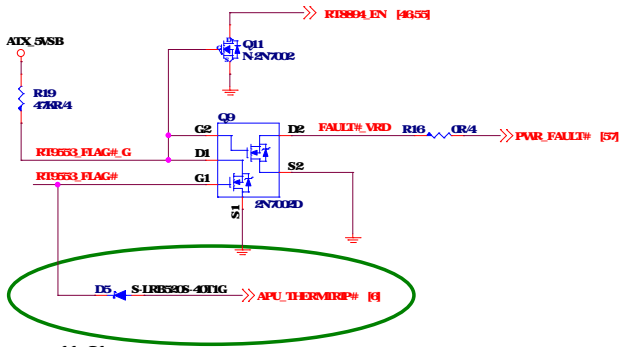 RT8894_EN [46,55]
ATX_5VSB
Q11
N-2N7002
D
G
S
R19
47KR/4
Q9
G2
D2
FAULT#_VRD
R16
0R/4
PWR_FAULT# [57]
RT9553_FLAG#_G
D1
S2
RT9553_FLAG#
G1
S1
2N7002D
D5
S-LRB520S-40T1G
APU_THERMTRIP# [6]